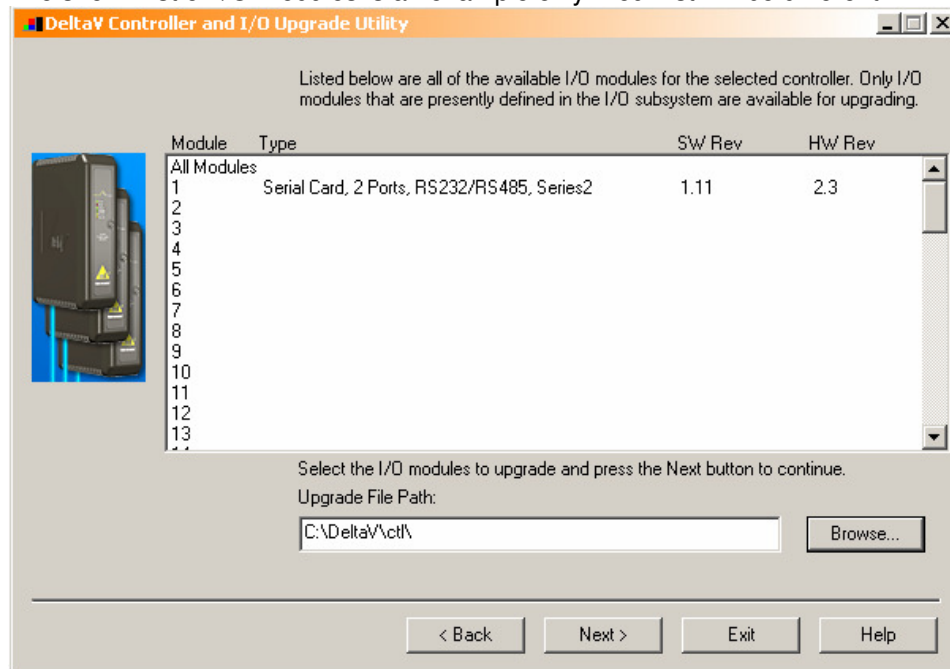 DeltaV Controller and I/O Upgrade Utility
Listed below are all of the available I/O modules for the selected controller. Only I/O
modules that are presently defined in the I/O subsystem are available for upgrading.
Module Type SW Rev HW Rev
All Modules
1 Serial Card, 2 Ports, RS232/RS485, Series2 1.11 2.3
2
3
4
5
6
7
8
9
10
11
12
13
Select the I/O modules to upgrade and press the Next button to continue.
Upgrade File Path:
C:\DeltaV\ctl\
Browse...
< Back Next > Exit Help